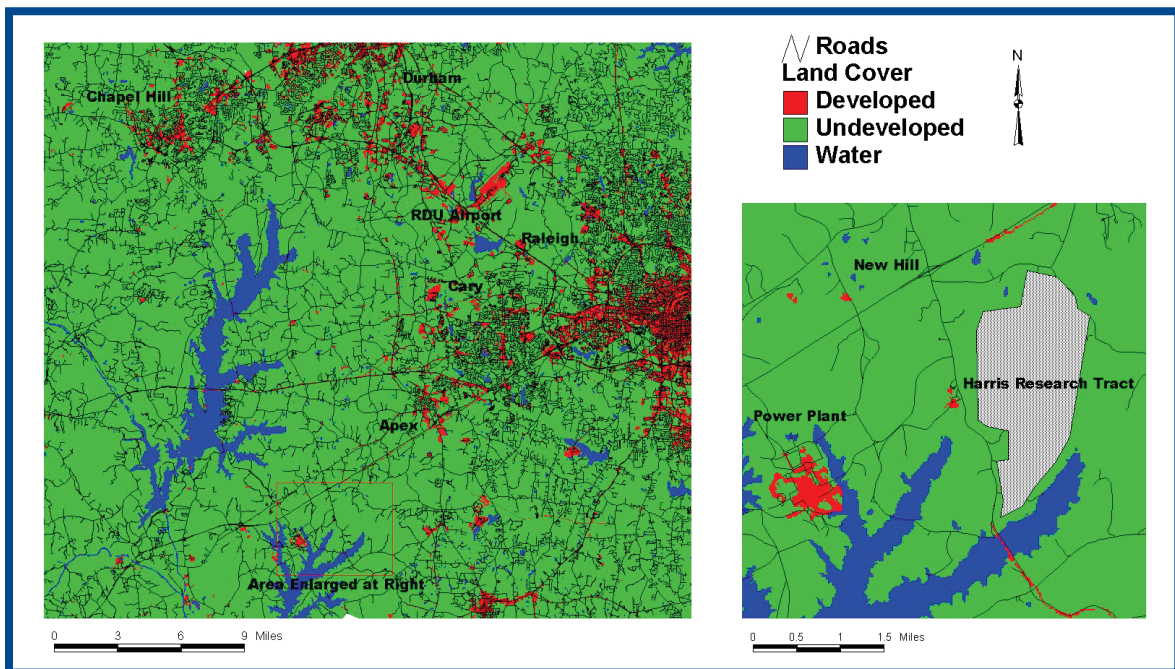 Chapel Hill
Durham
RDU Airport
Raleigh
Cary
Apex
Area Enlarged at Right
0 3 6 9 Miles
Roads
Land Cover
Developed
Undeveloped
Water
N
New Hill
Harris Research Tract
Power Plant
0 0.5 1 1.5 Miles